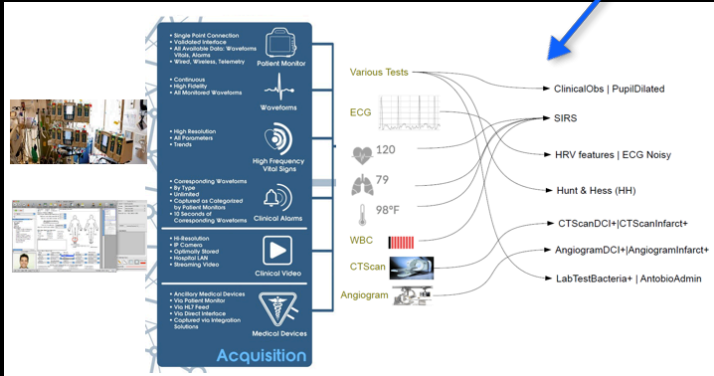 • Single Point Connection
• Validated Interface
• All Available Data: Waveforms
Vitals, Alarms
• Wired, Wireless, Telemetry
Patient Monitor
• Continuous
• High Fidelity
• All Monitored Waveforms
Waveforms
• High Resolution
• All Parameters
• Trends
High Frequency
Vital Signs
• Corresponding Waveforms
• By Type
• Unlimited
• Captured as Categorized
by Patient Monitors
• 10 Seconds of
Corresponding Waveforms
Clinical Alarms
• Hi-Resolution
• IP Camera
• Optimally Stored
• Hospital LAN
• Streaming Video
Clinical Video
• Ancillary Medical Devices
• Via Patient Monitor
• Via HL7 Feed
• Via Direct Interface
• Captured via Integration
Solutions
Medical Devices
Acquisition
Various Tests
ECG
120
79
98°F
WBC
CTScan
Angiogram
ClinicalObs | PupilDilated
SIRS
HRV features | ECG Noisy
Hunt & Hess (HH)
CTScanDCI+|CTScanInfarct+
AngiogramDCI+|AngiogramInfarct+
LabTestBacteria+ | AntobioAdmin